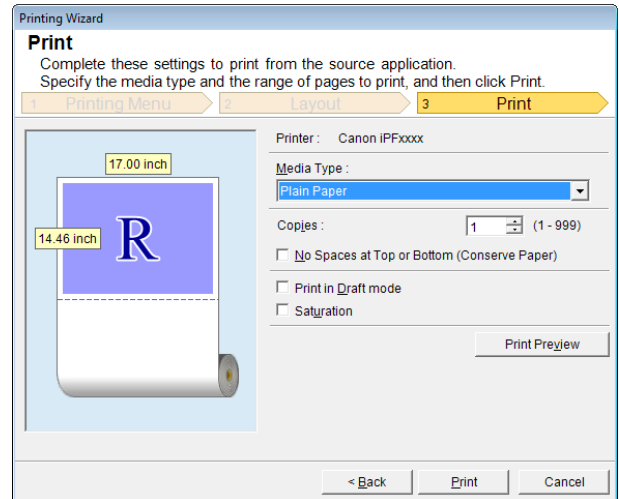 Printing Wizard
Print
Complete these settings to print from the source application.
Specify the media type and the range of pages to print, and then click Print.
1 Printing Menu 2 Layout 3 Print
Printer : Canon iPFxxxx
17.00 inch
Media Type :
Plain Paper
14.46 inch
R
Copies : 1 (1 - 999)
No Spaces at Top or Bottom (Conserve Paper)
Print in Draft mode
Saturation
Print Preview
< Back Print Cancel